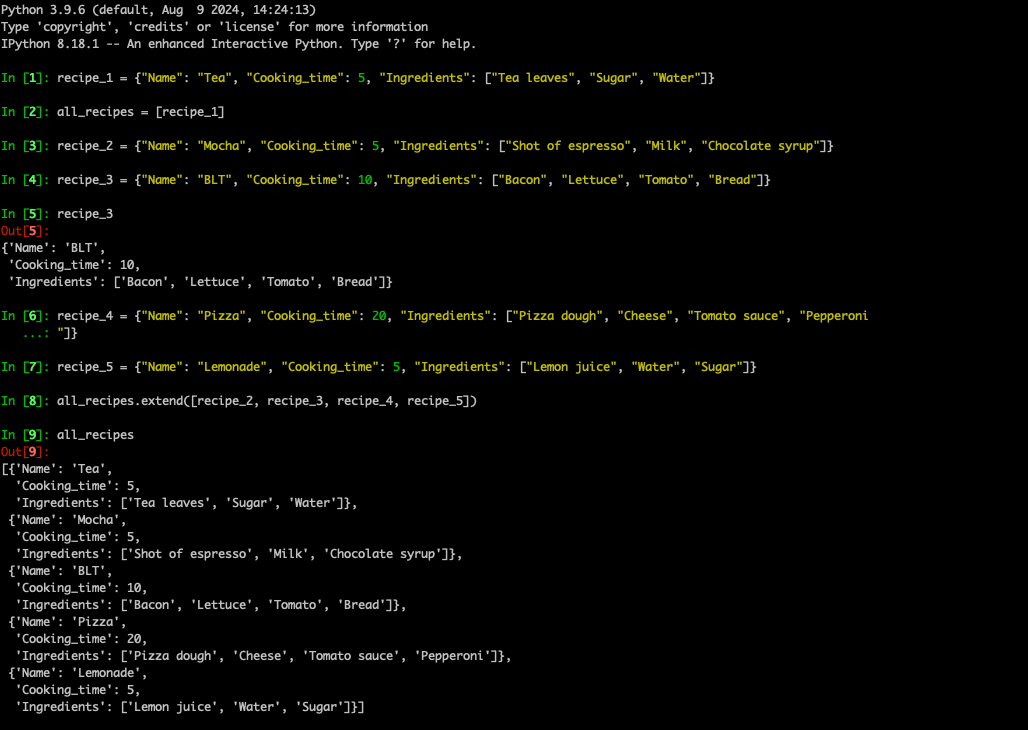 Python 3.9.6 (default, Aug  9 2024, 14:24:13)
Type 'copyright', 'credits' or 'license' for more information
IPython 8.18.1 -- An enhanced Interactive Python. Type '?' for help.
In [1]: recipe_1 = {"Name": "Tea", "Cooking_time": 5, "Ingredients": ["Tea leaves", "Sugar", "Water"]}
In [2]: all_recipes = [recipe_1]
In [3]: recipe_2 = {"Name": "Mocha", "Cooking_time": 5, "Ingredients": ["Shot of espresso", "Milk", "Chocolate syrup"]}
In [4]: recipe_3 = {"Name": "BLT", "Cooking_time": 10, "Ingredients": ["Bacon", "Lettuce", "Tomato", "Bread"]}
In [5]: recipe_3
Out[5]:
{'Name': 'BLT',
 'Cooking_time': 10,
 'Ingredients': ['Bacon', 'Lettuce', 'Tomato', 'Bread']}
In [6]: recipe_4 = {"Name": "Pizza", "Cooking_time": 20, "Ingredients": ["Pizza dough", "Cheese", "Tomato sauce", "Pepperoni
   ...: "]}
In [7]: recipe_5 = {"Name": "Lemonade", "Cooking_time": 5, "Ingredients": ["Lemon juice", "Water", "Sugar"]}
In [8]: all_recipes.extend([recipe_2, recipe_3, recipe_4, recipe_5])
In [9]: all_recipes
Out[9]:
[{'Name': 'Tea',
  'Cooking_time': 5,
  'Ingredients': ['Tea leaves', 'Sugar', 'Water']},
 {'Name': 'Mocha',
  'Cooking_time': 5,
  'Ingredients': ['Shot of espresso', 'Milk', 'Chocolate syrup']},
 {'Name': 'BLT',
  'Cooking_time': 10,
  'Ingredients': ['Bacon', 'Lettuce', 'Tomato', 'Bread']},
 {'Name': 'Pizza',
  'Cooking_time': 20,
  'Ingredients': ['Pizza dough', 'Cheese', 'Tomato sauce', 'Pepperoni']},
 {'Name': 'Lemonade',
  'Cooking_time': 5,
  'Ingredients': ['Lemon juice', 'Water', 'Sugar']}]